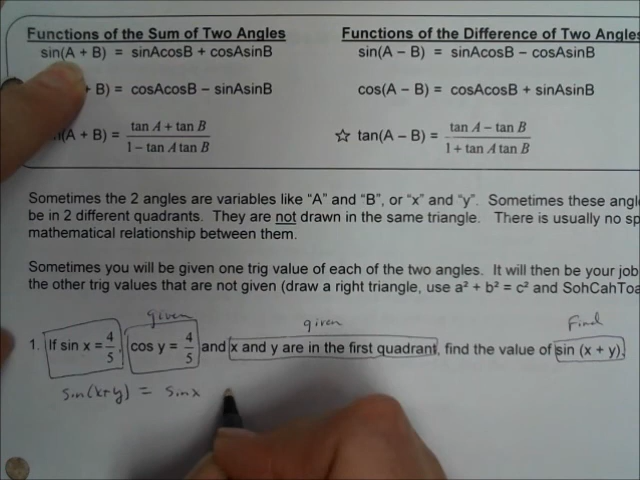 Functions of the Sum of Two Angles Functions of the Difference of Two Angles
sin(A + B) = sinAcosB + cosAsinB sin(A − B) = sinAcosB − cosAsinB
+ B) = cosAcosB − sinAsinB cos(A − B) = cosAcosB + sinAsinB
(A + B) = (tan A + tan B)/(1 − tan A tan B) ☆ tan(A − B) = (tan A − tan B)/(1 + tan A tan B)
Sometimes the 2 angles are variables like "A" and "B", or "x" and "y". Sometimes these
be in 2 different quadrants. They are not drawn in the same triangle. There is usually no
mathematical relationship between them.
Sometimes you will be given one trig value of each of the two angles. It will then be your job
the other trig values that are not given (draw a right triangle, use a² + b² = c² and
given given Find
1. If sin x = 4/5, cos y = 4/5 and x and y are in the first quadrant, find the value of sin (x + y).
sin(x+y) = sinx